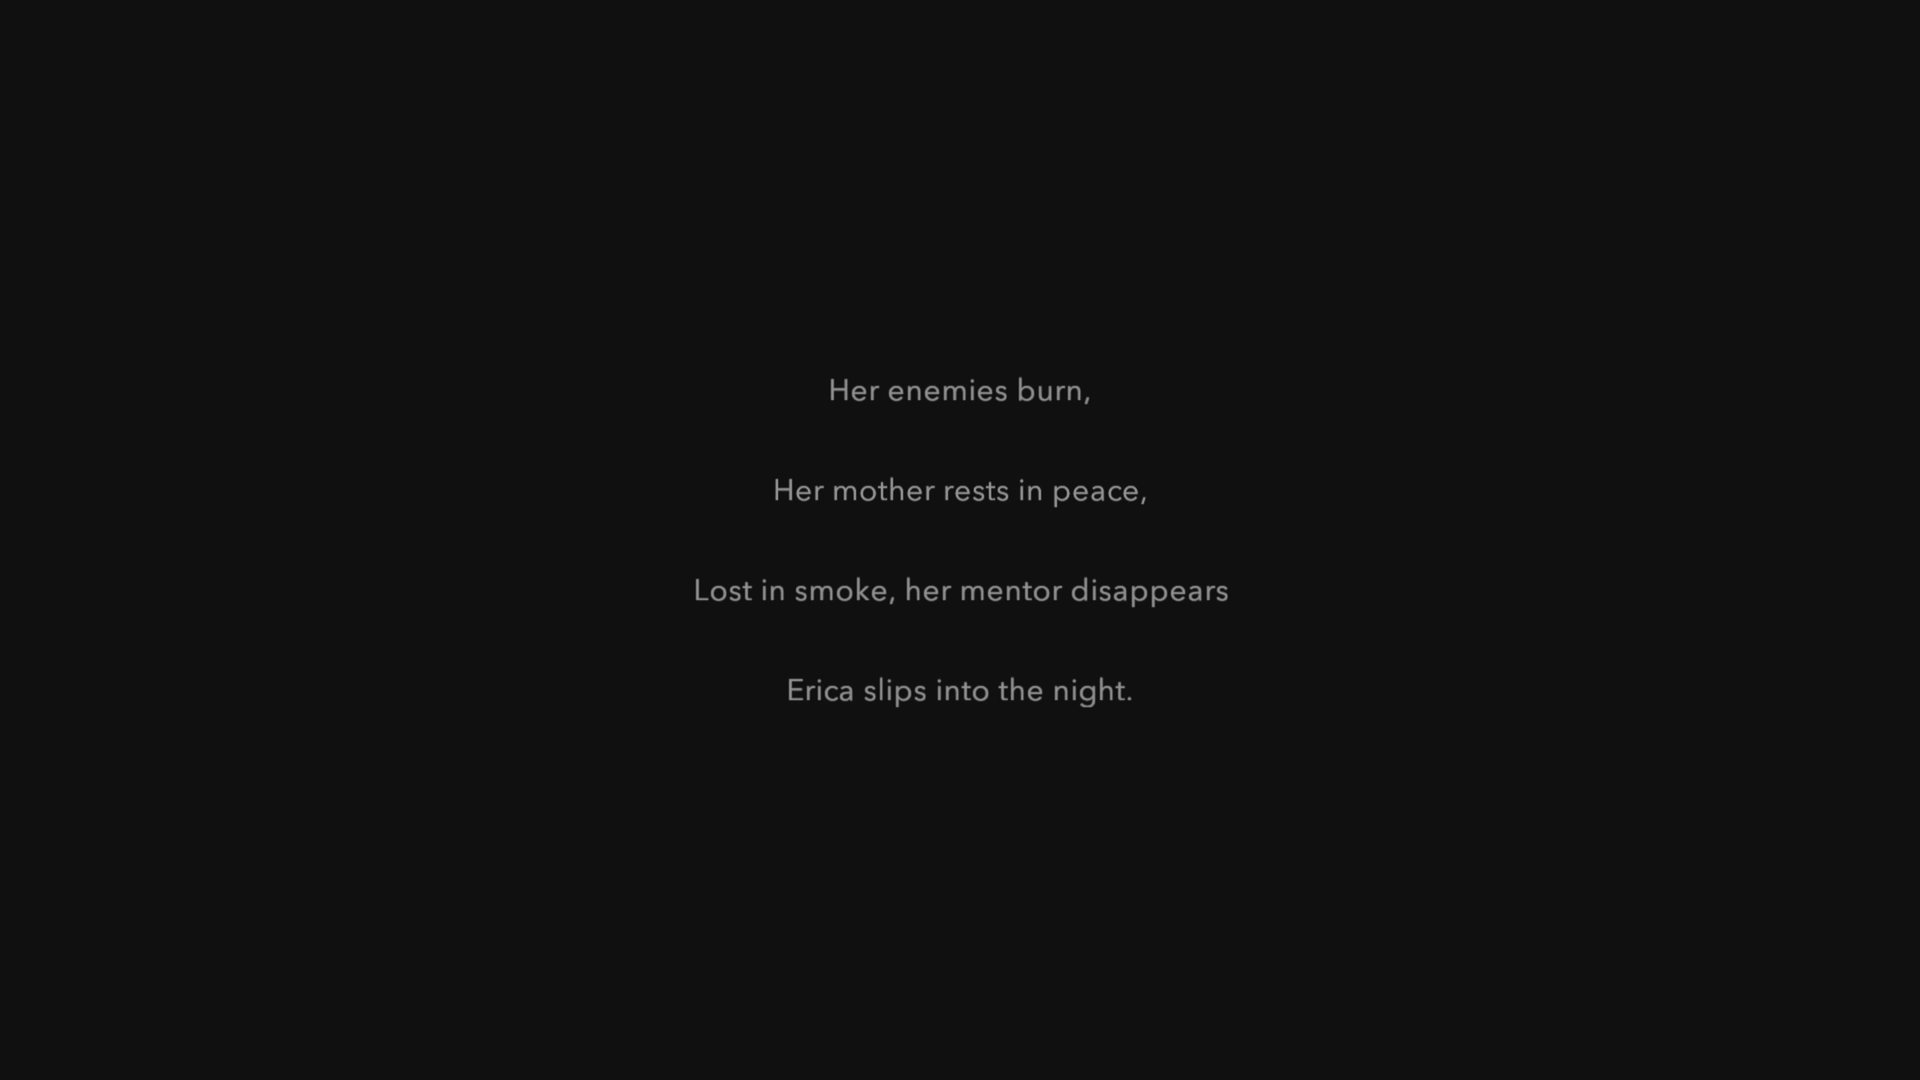 Her enemies burn,
Her mother rests in peace,
Lost in smoke, her mentor disappears
Erica slips into the night.